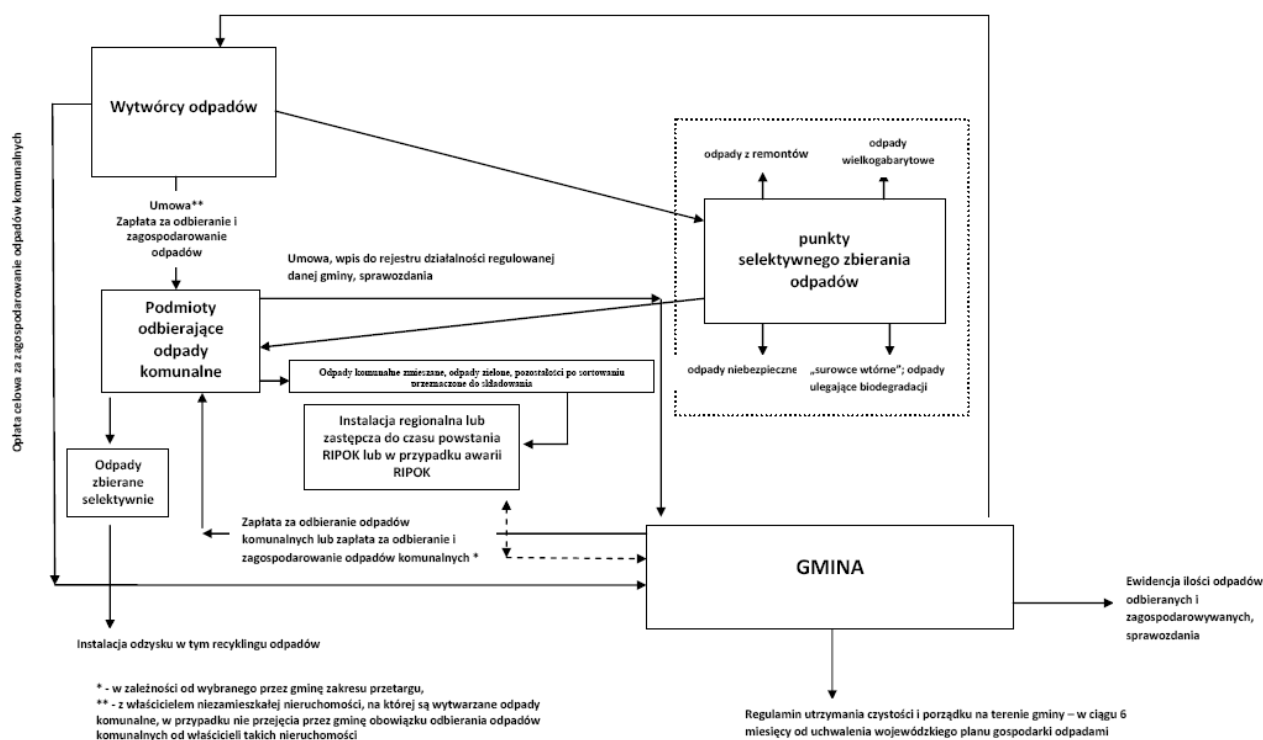 Wytwórcy odpadów
Opłata celowa za zagospodarowanie odpadów komunalnych
odpady z remontów
odpady
wielkogabarytowe
Umowa**
Zapłata za odbieranie i
zagospodarowanie
odpadów
punkty
selektywnego zbierania
odpadów
Umowa, wpis do rejestru działalności regulowanej
danej gminy, sprawozdania
Podmioty
odbierające
odpady
komunalne
odpady niebezpieczne
„surowce wtórne”; odpady
ulegające biodegradacji
Odpady komunalne zmieszane, odpady zielone, pozostałości po sortowaniu
przeznaczone do składowania
Instalacja regionalna lub
zastępcza do czasu powstania
RIPOK lub w przypadku awarii
RIPOK
Odpady
zbierane
selektywnie
Zapłata za odbieranie odpadów
komunalnych lub zapłata za odbieranie i
zagospodarowanie odpadów komunalnych *
GMINA
Ewidencja ilości odpadów
odbieranych i
zagospodarowywanych,
sprawozdania
Instalacja odzysku w tym recyklingu odpadów
* - w zależności od wybranego przez gminę zakresu przetargu,
** - z właścicielem niezamieszkałej nieruchomości, na której są wytwarzane odpady
komunalne, w przypadku nie przejęcia przez gminę obowiązku odbierania odpadów
komunalnych od właścicieli takich nieruchomości
Regulamin utrzymania czystości i porządku na terenie gminy – w ciągu 6
miesięcy od uchwalenia wojewódzkiego planu gospodarki odpadami